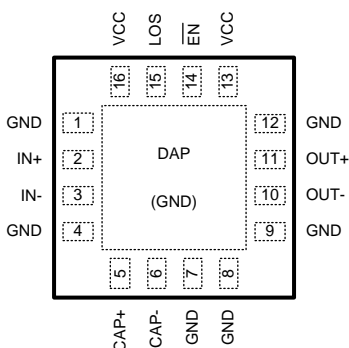 VCC
LOS
EN
VCC
16
15
14
13
GND 1
IN+ 2
IN- 3
GND 4
DAP
(GND)
12 GND
11 OUT+
10 OUT-
9 GND
5
6
7
8
CAP+
CAP-
GND
GND